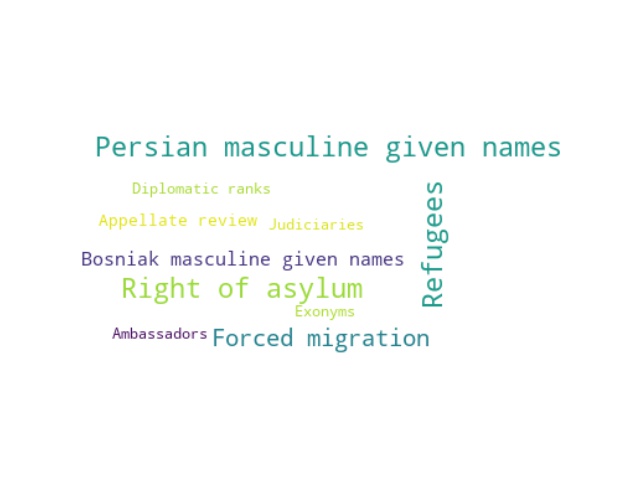 Persian masculine given names
Diplomatic ranks
Refugees
Appellate review
Judiciaries
Bosniak masculine given names
Right of asylum
Exonyms
Ambassadors
Forced migration